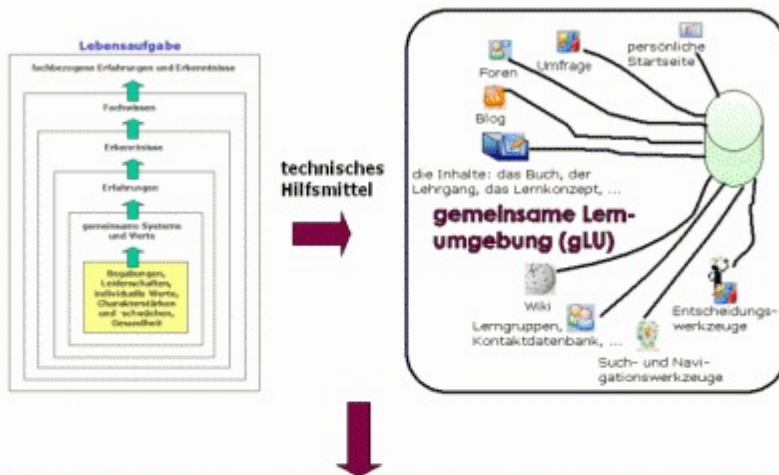 Lebensaufgabe
fachbezogene Erfahrungen und Erkenntnisse
Fachwissen
Erkenntnisse
Erfahrungen
gemeinsame Systeme
und Werte
Begabungen,
Leidenschaften,
individuelle Werte,
Charakterstärken
und -schwächen,
Gesundheit
technisches
Hilfsmittel
Foren
Umfrage
persönliche
Startseite
Blog
die Inhalte: das Buch, der
Lehrgang, das Lernkonzept, ...
gemeinsame Lern-
umgebung (gLU)
Wiki
Lerngruppen,
Kontaktdatenbank, ...
Entscheidungs-
werkzeuge
Such- und Navi-
gationswerkzeuge